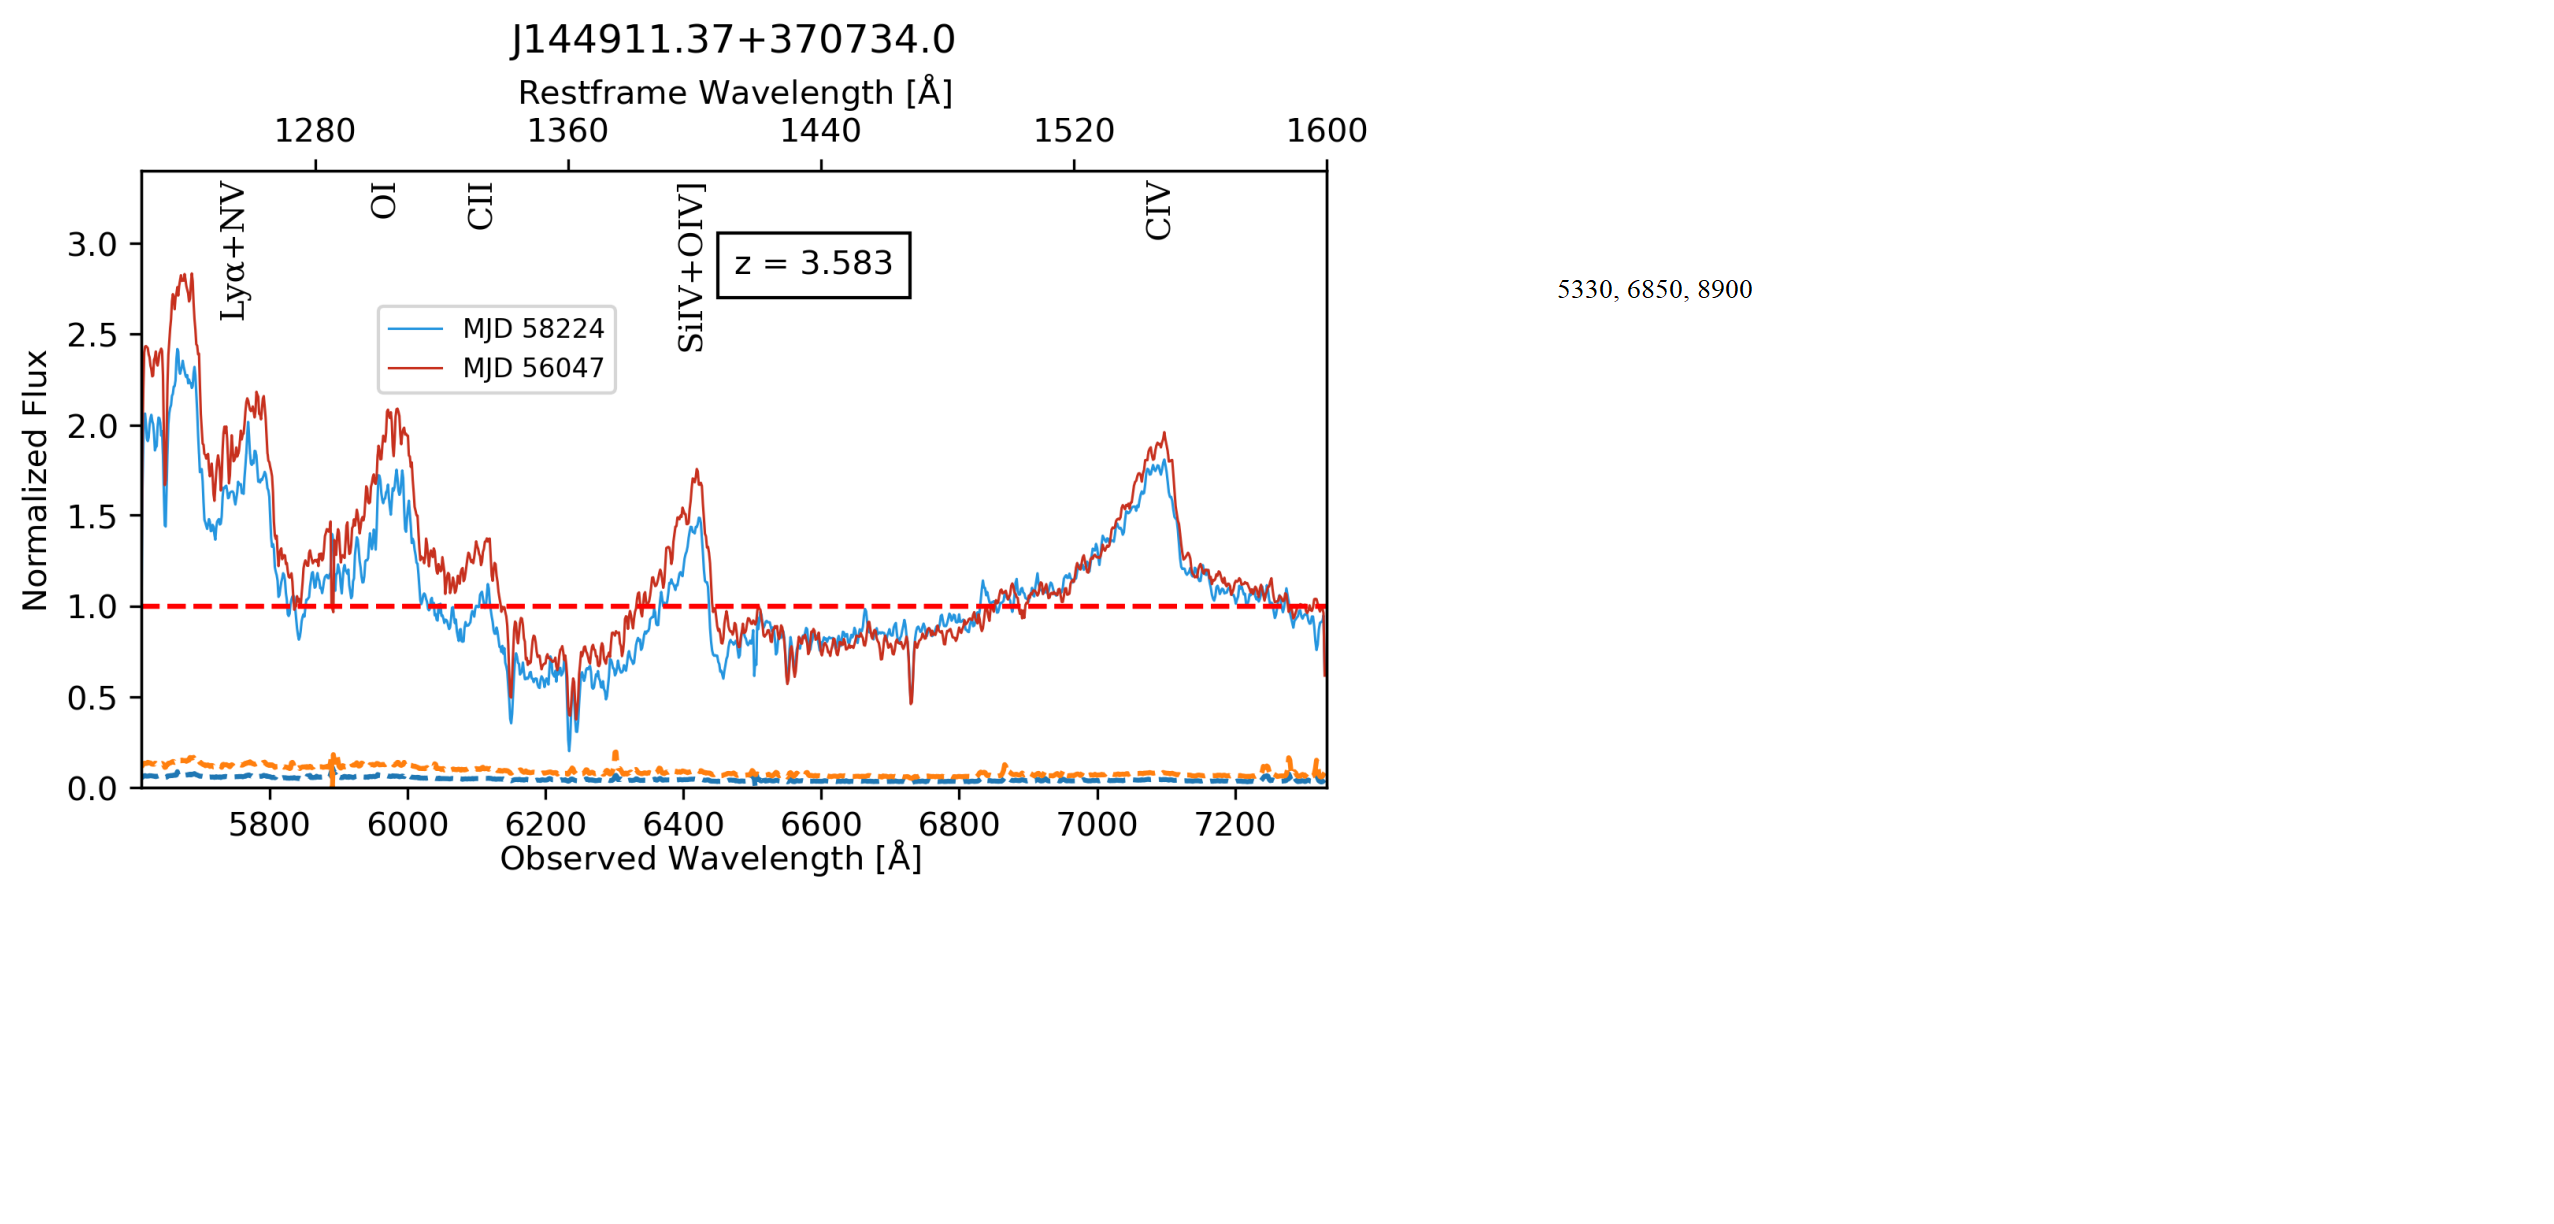 J144911.37+370734.0
Restframe Wavelength [Å]
1280 1360 1440 1520 1600
Lyα+NV
OI
CII
SiIV+OIV]
CIV
z = 3.583
5330, 6850, 8900
MJD 58224
MJD 56047
Normalized Flux
3.0
2.5
2.0
1.5
1.0
0.5
0.0
5800 6000 6200 6400 6600 6800 7000 7200
Observed Wavelength [Å]